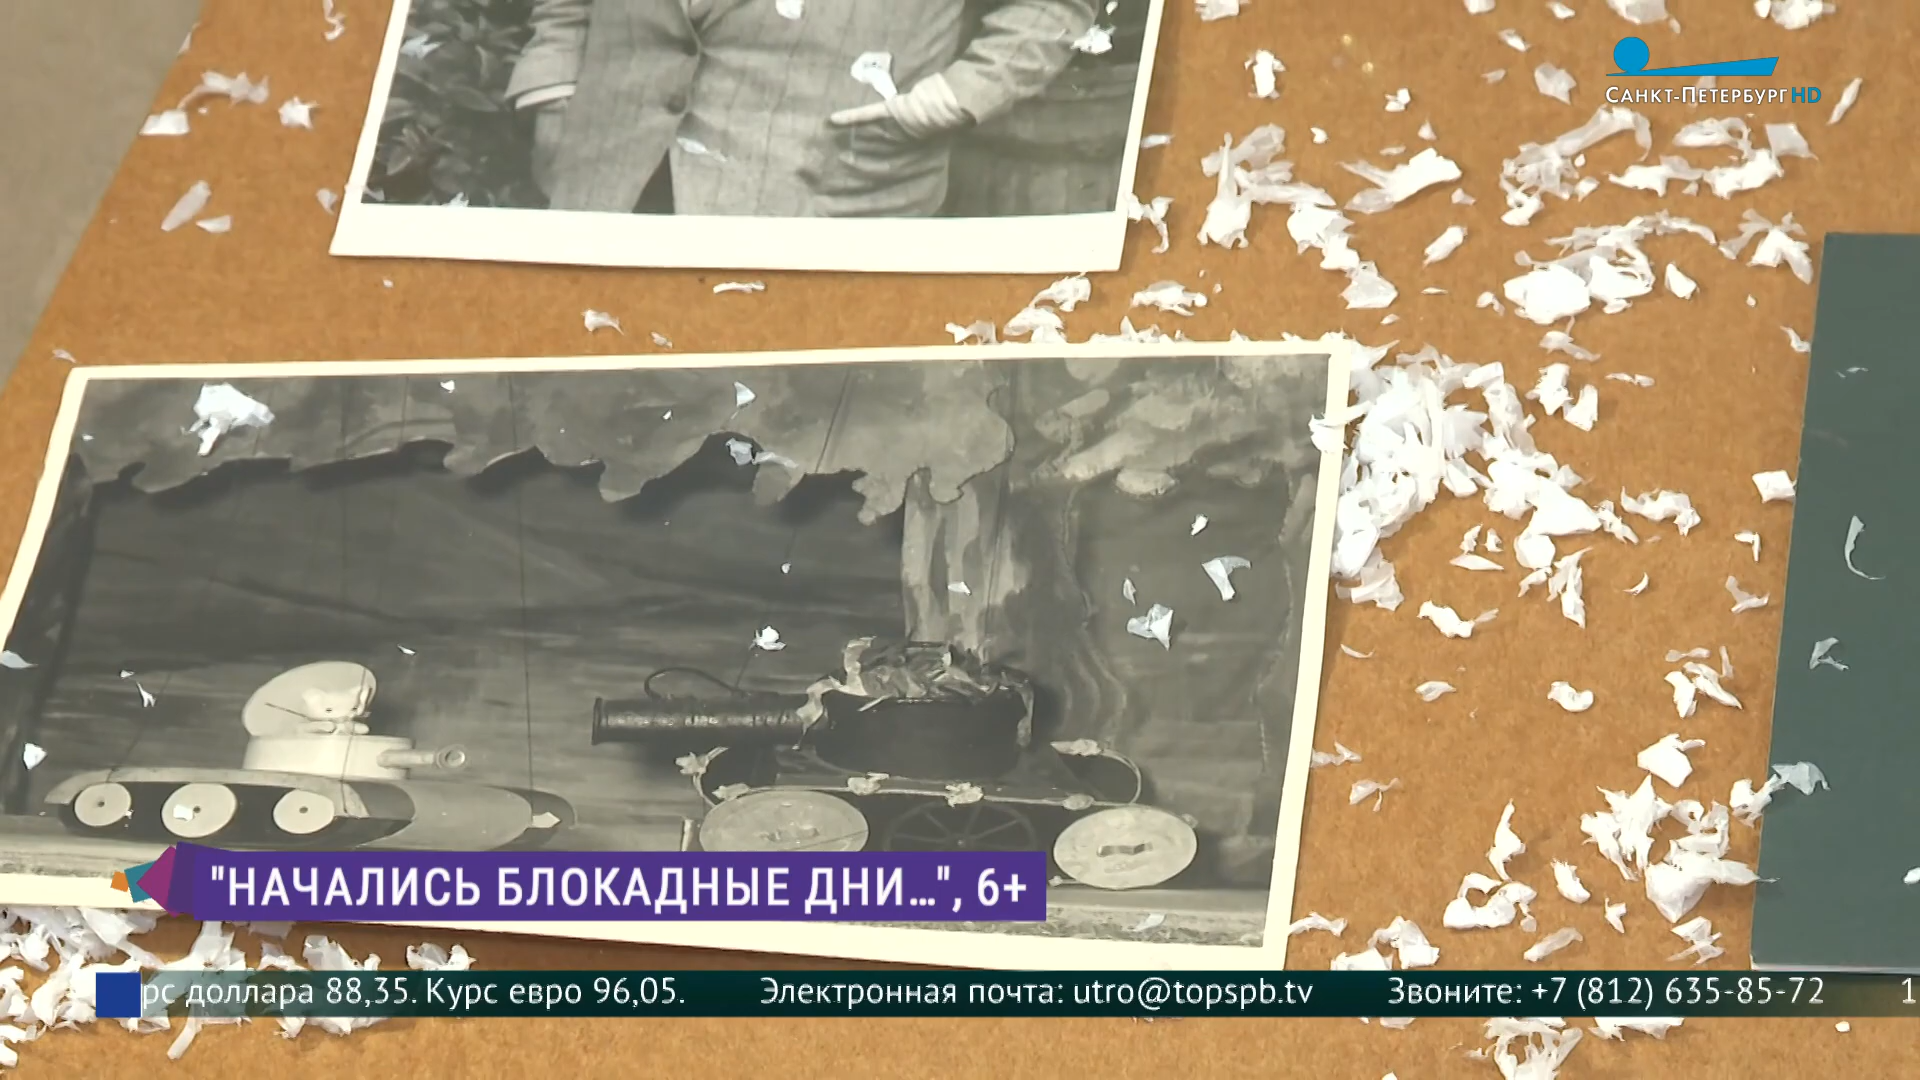 САНКТ-ПЕТЕРБУРГ HD
"НАЧАЛИСЬ БЛОКАДНЫЕ ДНИ…", 6+
доллара 88,35. Курс евро 96,05. Электронная почта: utro@topspb.tv Звоните: +7 (812) 635-85-72